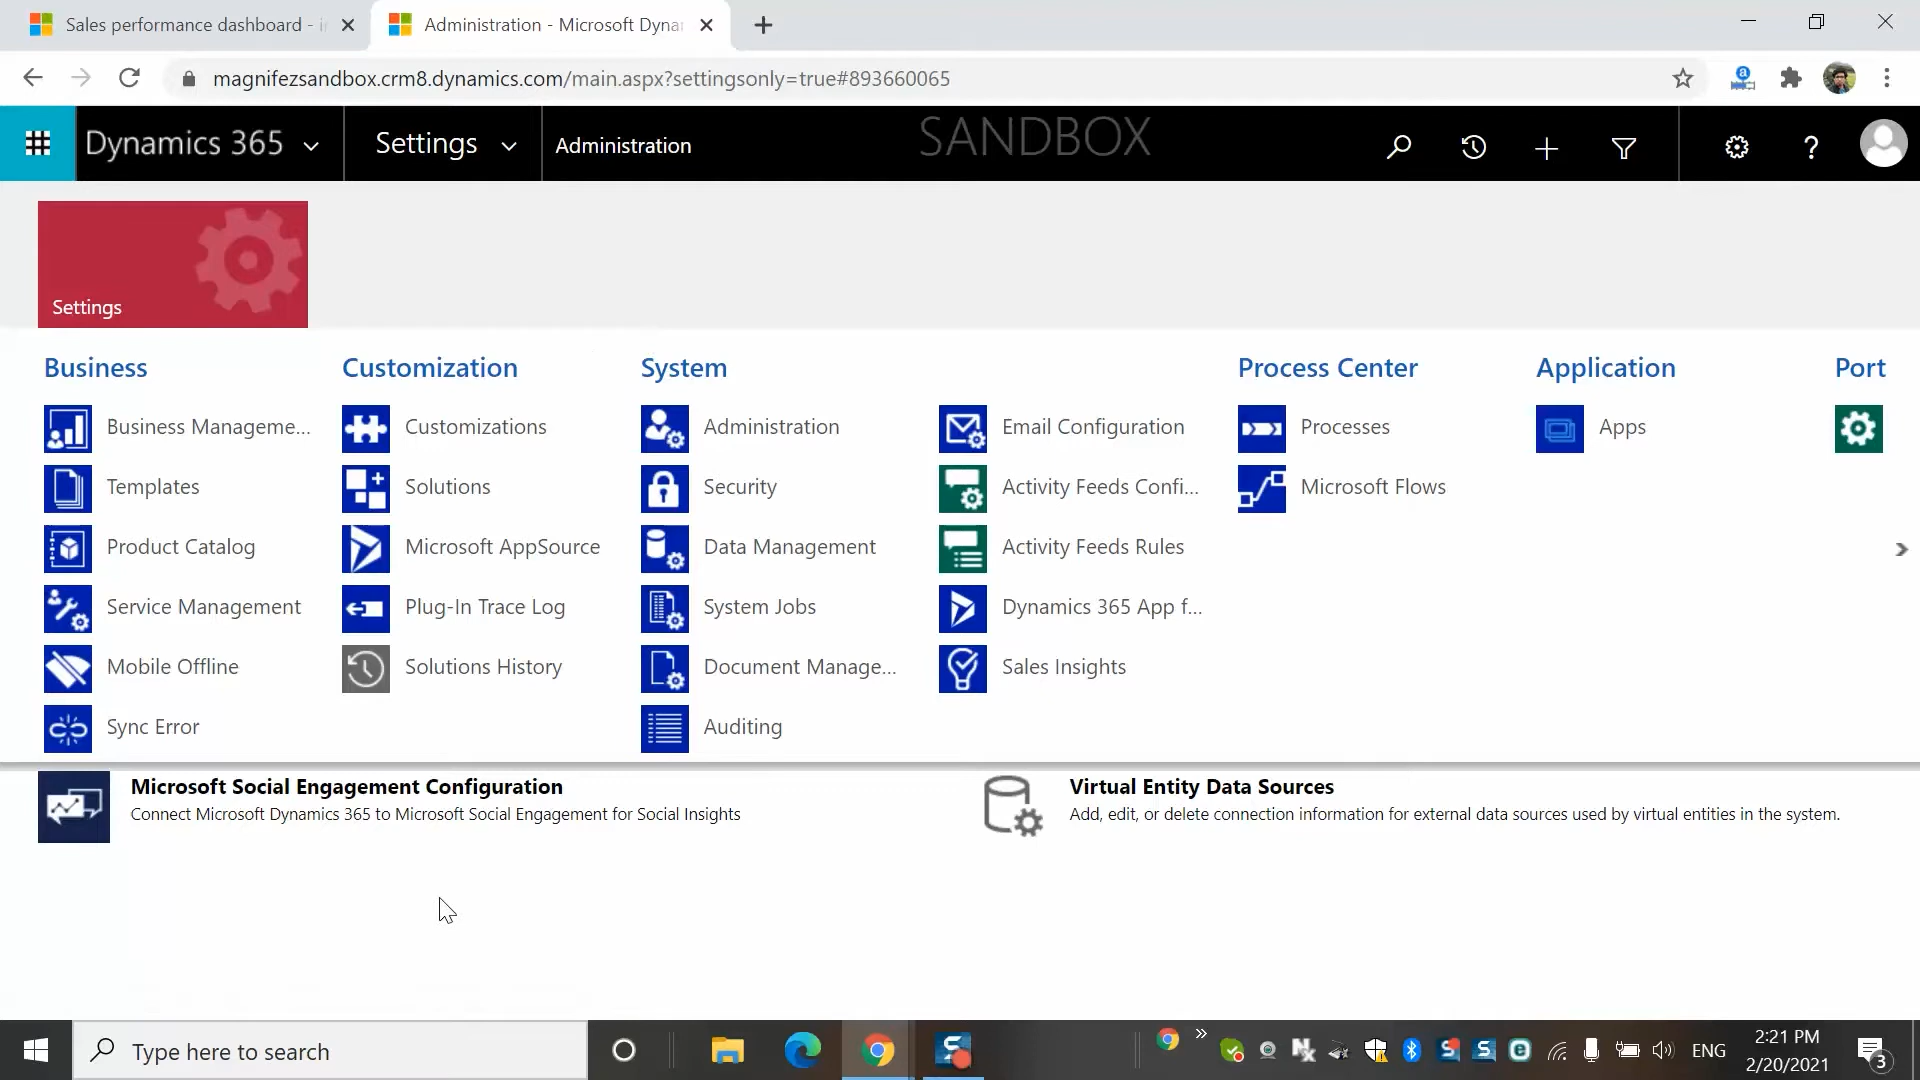 Sales performance dashboard - i
Administration - Microsoft Dyna
magnifezsandbox.crm8.dynamics.com/main.aspx?settingsonly=true#893660065
Dynamics 365
Settings
Administration
SANDBOX
?
Settings
Business
Customization
System
Process Center
Application
Port
Business Manageme...
Customizations
Administration
Email Configuration
Processes
Apps
Templates
Solutions
Security
Activity Feeds Confi...
Microsoft Flows
Product Catalog
Microsoft AppSource
Data Management
Activity Feeds Rules
Service Management
Plug-In Trace Log
System Jobs
Dynamics 365 App f...
Mobile Offline
Solutions History
Document Manage...
Sales Insights
Sync Error
Auditing
Microsoft Social Engagement Configuration
Connect Microsoft Dynamics 365 to Microsoft Social Engagement for Social Insights
Virtual Entity Data Sources
Add, edit, or delete connection information for external data sources used by virtual entities in the system.
Type here to search
ENG
2:21 PM
2/20/2021
3